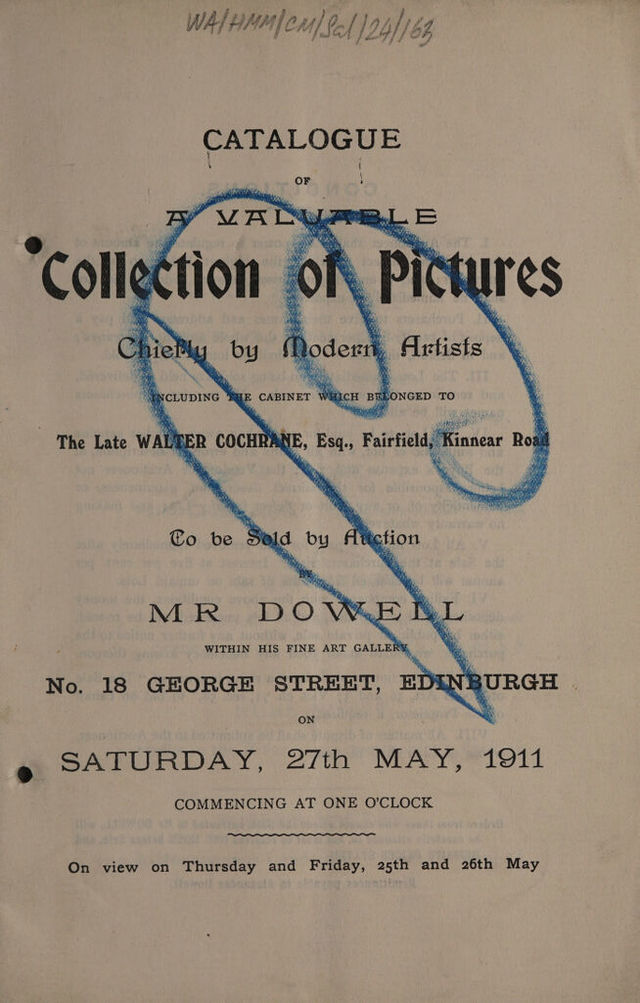 WA/HMM/CM/Sal/24/163
CATALOGUE
OF
A VALUABLE
Collection of Pictures
Chiefly by Modern Artists
INCLUDING THE CABINET WHICH BELONGED TO
The Late WALTER COCHRANE, Esq., Fairfield, Kinnear Road
To be Sold by Auction
BY
MR DOWELL
WITHIN HIS FINE ART GALLERY
No. 18 GEORGE STREET, EDINBURGH
ON
SATURDAY, 27th MAY, 1911
COMMENCING AT ONE O'CLOCK
On view on Thursday and Friday, 25th and 26th May